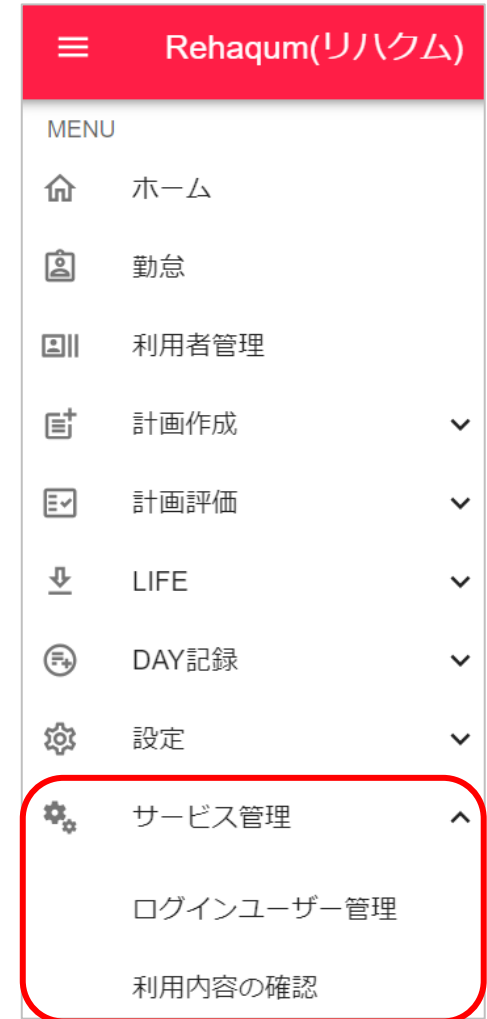 Rehaqum(リハクム)
MENU
ホーム
勤怠
利用者管理
計画作成
計画評価
LIFE
DAY記録
設定
サービス管理
ログインユーザー管理
利用内容の確認